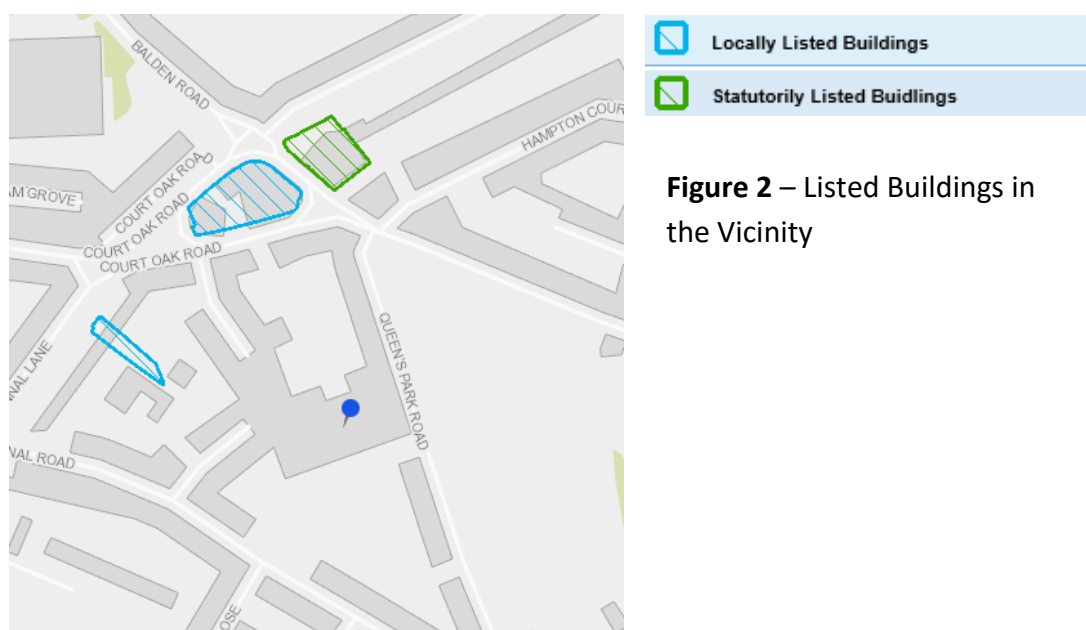 BALDEN ROAD
HAMPTON COUR
COURT OAK ROAD
AM GROVE
COURT OAK ROAD
COURT OAK ROAD
QUEEN'S PARK ROAD
NAL LANE
NAL ROAD
OSE
Locally Listed Buildings
Statutorily Listed Buidlings
Figure 2 – Listed Buildings in
the Vicinity